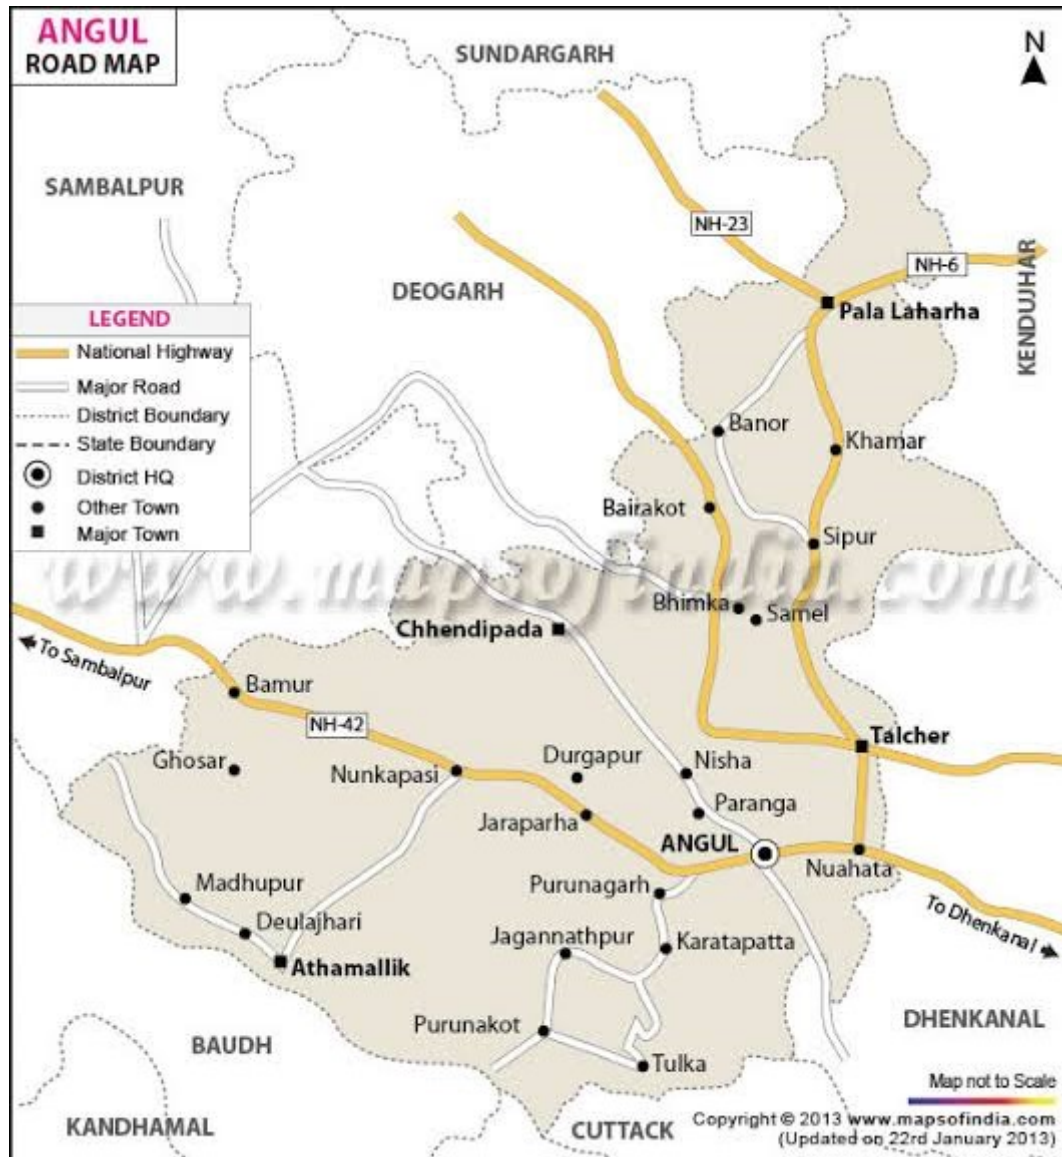 ANGUL
ROAD MAP
SUNDARGARH
N
SAMBALPUR
NH-23
NH-6
KENDUJHAR
DEOGARH
Pala Laharha
LEGEND
National Highway
Major Road
District Boundary
State Boundary
District HQ
Other Town
Major Town
Banor
Khamar
Bairakot
Sipur
www.mapsofindia.com
Bhimka
Samel
Chhendipada
To Sambalpur
Bamur
NH-42
Talcher
Ghosar
Nunkapasi
Durgapur
Nisha
Jaraparha
Paranga
ANGUL
Nuahata
Madhupur
Purunagarh
Deulajhari
Jagannathpur
Karatapatta
To Dhenkanal
Athamallik
Purunakot
DHENKANAL
BAUDH
Tulka
Map not to Scale
KANDHAMAL
CUTTACK
Copyright © 2013 www.mapsofindia.com
(Updated on 22rd January 2013)